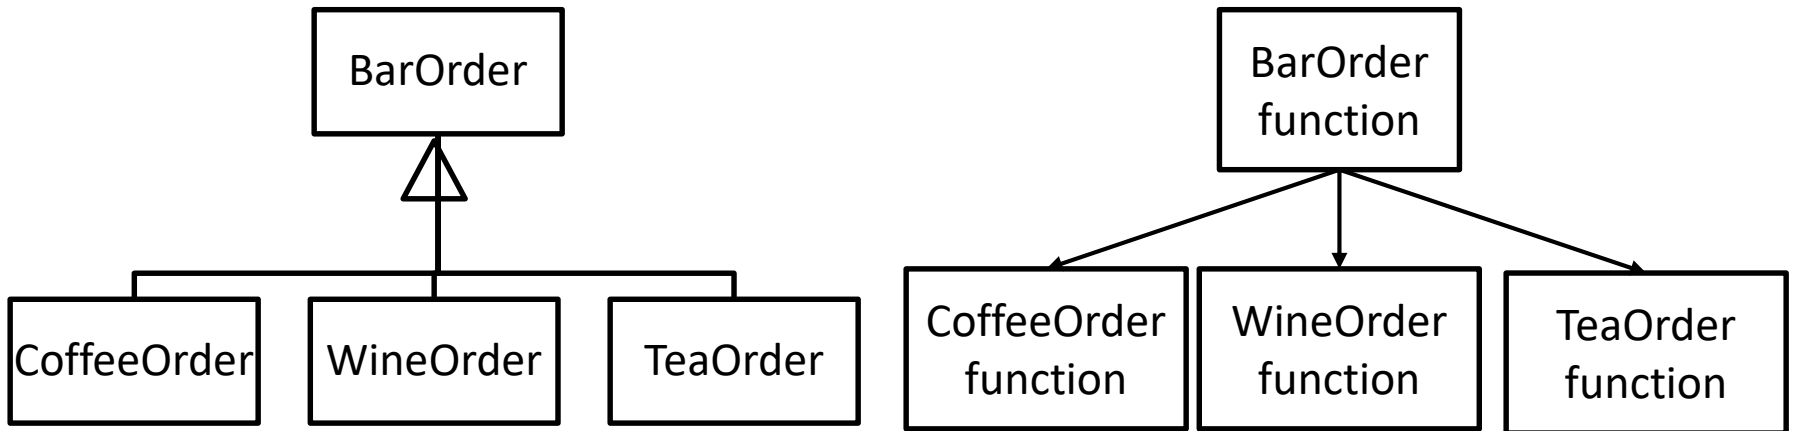 BarOrder
CoffeeOrder
WineOrder
TeaOrder
BarOrder
function
CoffeeOrder
function
WineOrder
function
TeaOrder
function